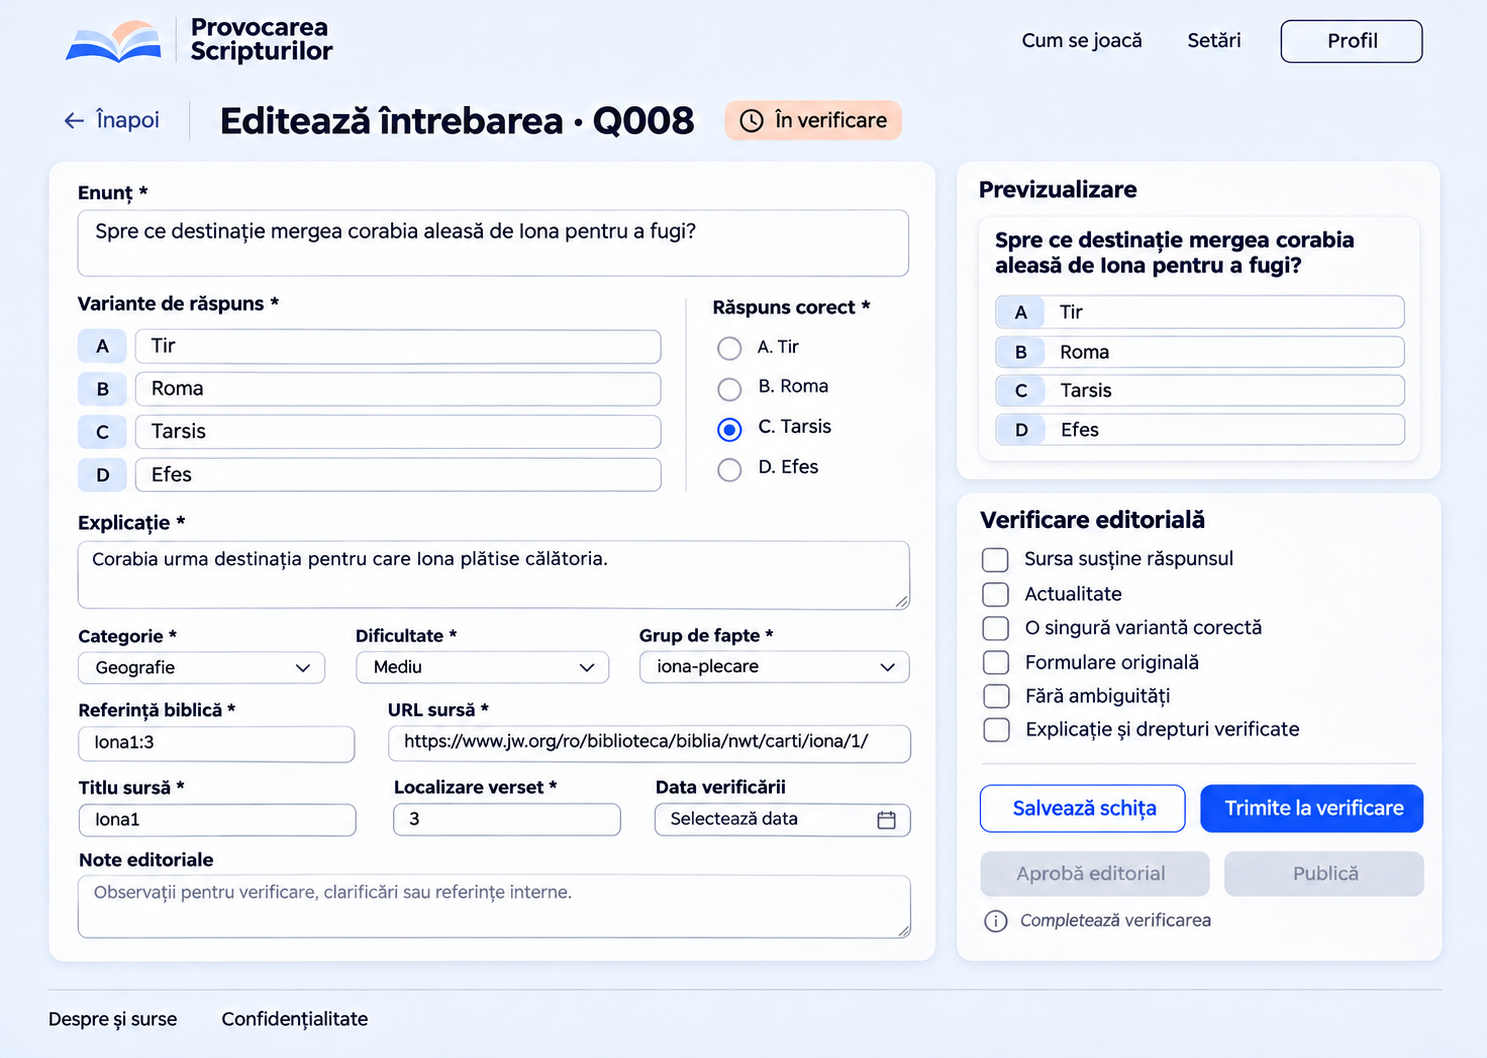 Provocarea
Scripturilor
Cum se joacă
Setări
Profil
Înapoi
Editează întrebarea · Q008
În verificare
Enunț *
Spre ce destinație mergea corabia aleasă de Iona pentru a fugi?
Variante de răspuns *
A Tir
B Roma
C Tarsis
D Efes
Răspuns corect *
A. Tir
B. Roma
C. Tarsis
D. Efes
Explicație *
Corabia urma destinația pentru care Iona plătise călătoria.
Categorie *
Geografie
Dificultate *
Mediu
Grup de fapte *
iona-plecare
Referință biblică *
Iona1:3
URL sursă *
https://www.jw.org/ro/biblioteca/biblia/nwt/carti/iona/1/
Titlu sursă *
Iona1
Localizare verset *
3
Data verificării
Selectează data
Note editoriale
Observații pentru verificare, clarificări sau referințe interne.
Previzualizare
Spre ce destinație mergea corabia
aleasă de Iona pentru a fugi?
A Tir
B Roma
C Tarsis
D Efes
Verificare editorială
Sursa susține răspunsul
Actualitate
O singură variantă corectă
Formulare originală
Fără ambiguități
Explicație și drepturi verificate
Salvează schița
Trimite la verificare
Aprobă editorial
Publică
Completează verificarea
Despre și surse
Confidențialitate